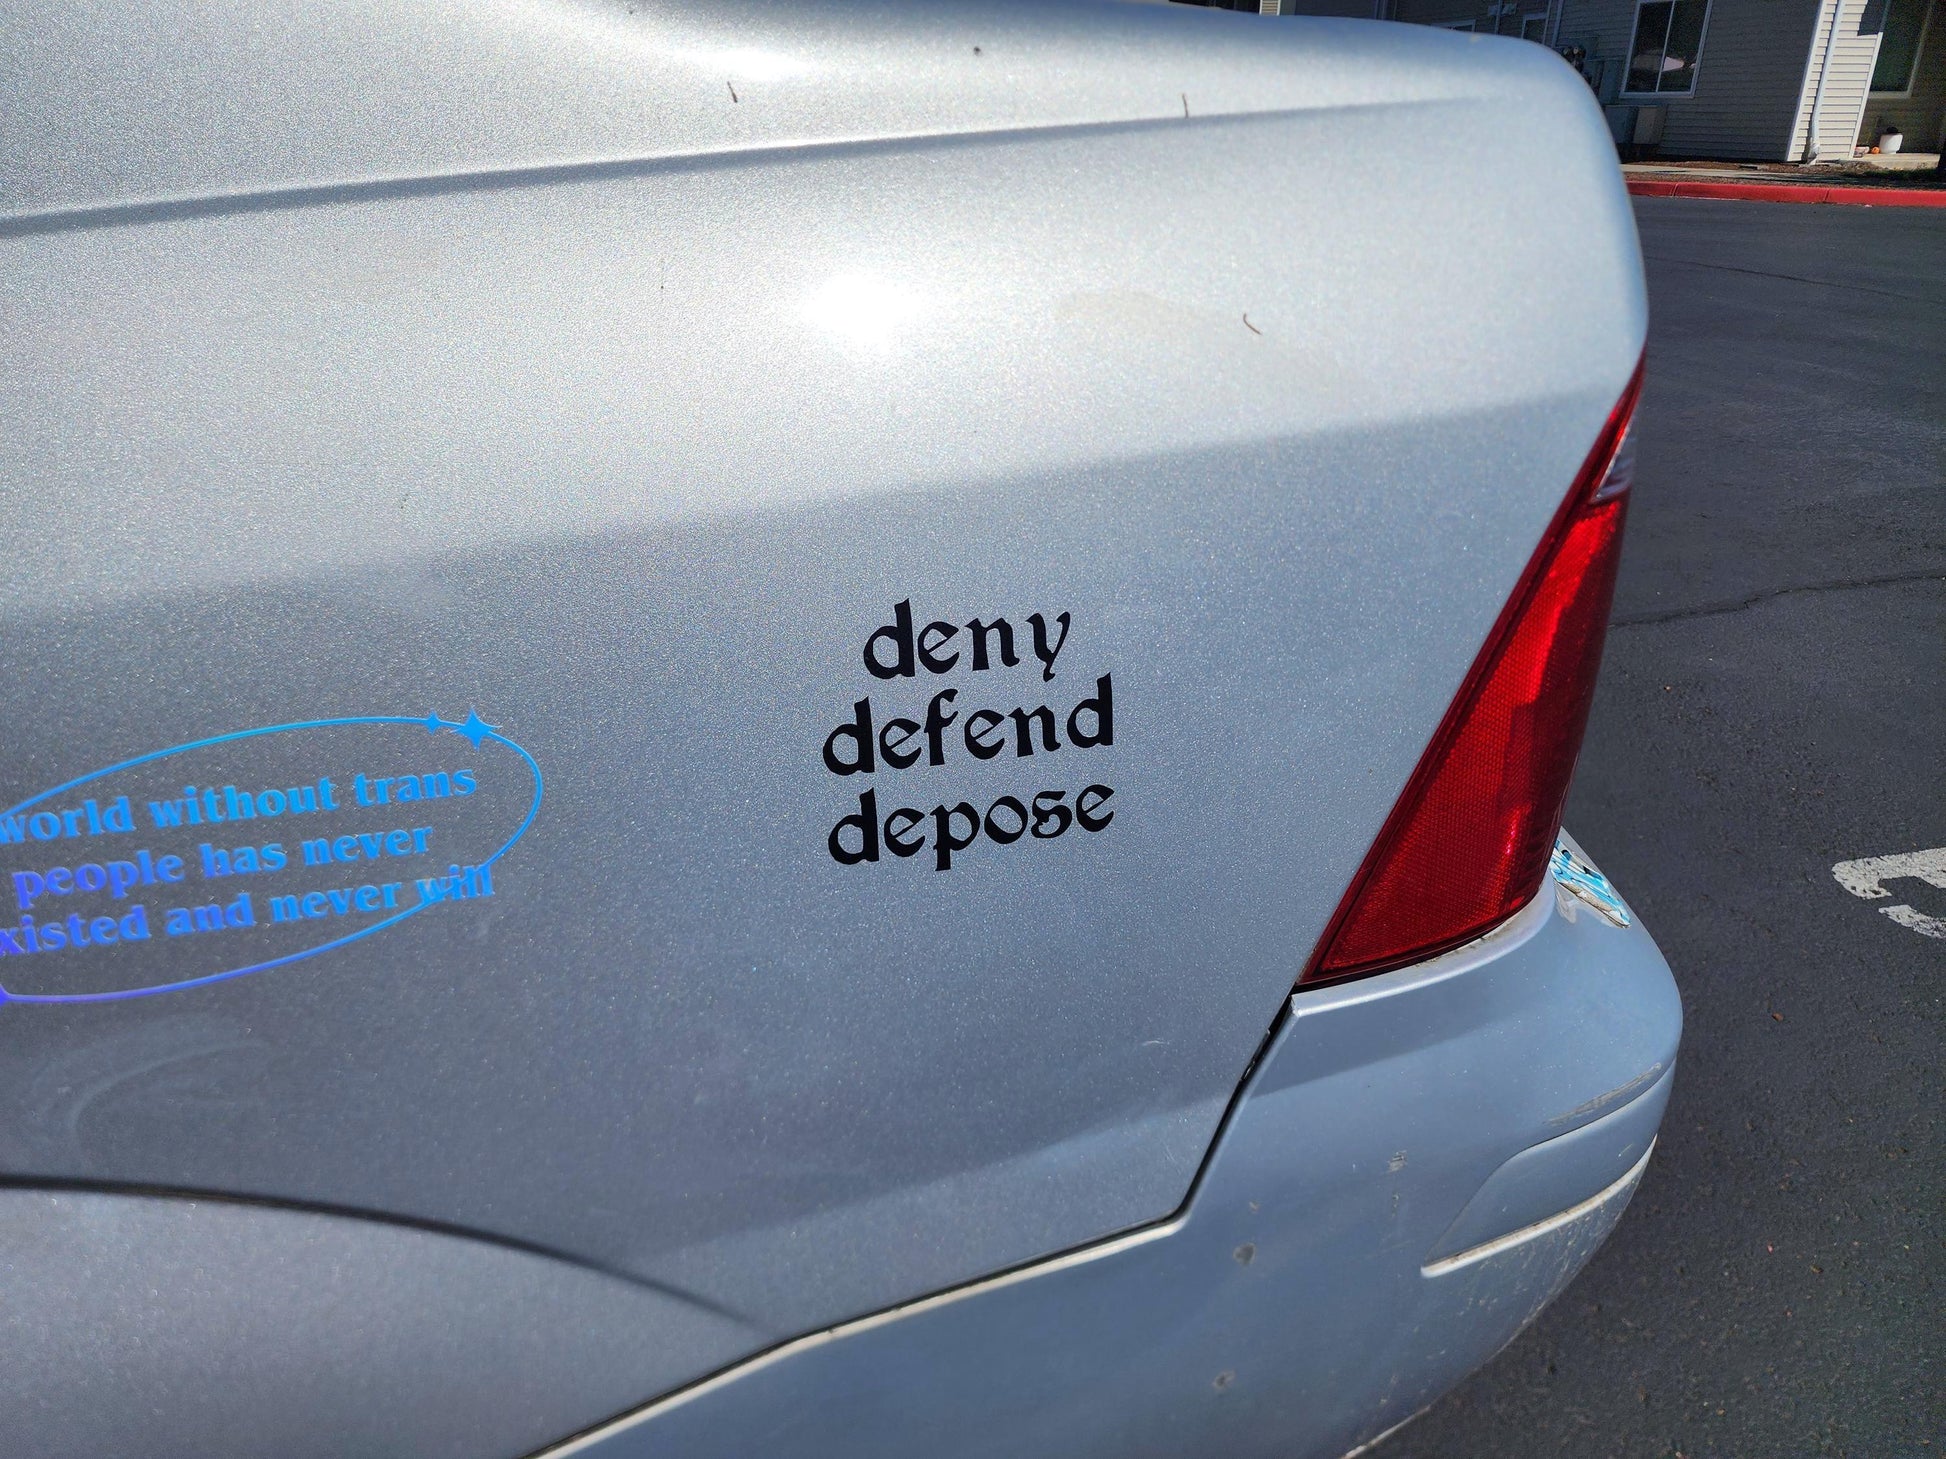 world without trans
people has never
xisted and never will
deny
defend
depose